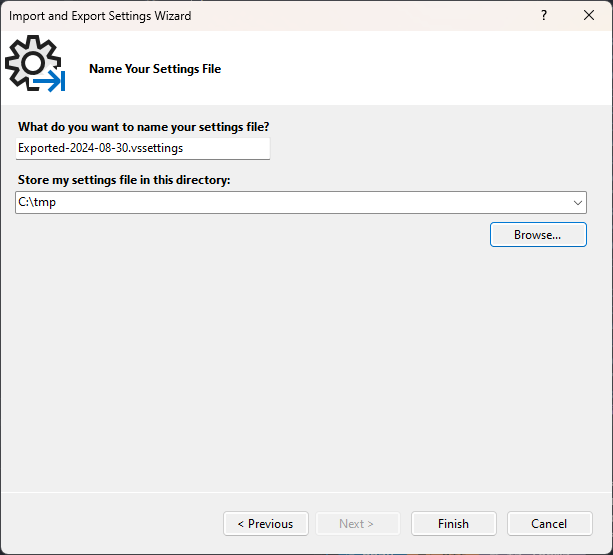 Import and Export Settings Wizard
?
Name Your Settings File
What do you want to name your settings file?
Exported-2024-08-30.vssettings
Store my settings file in this directory:
C:\tmp
Browse...
< Previous
Next >
Finish
Cancel